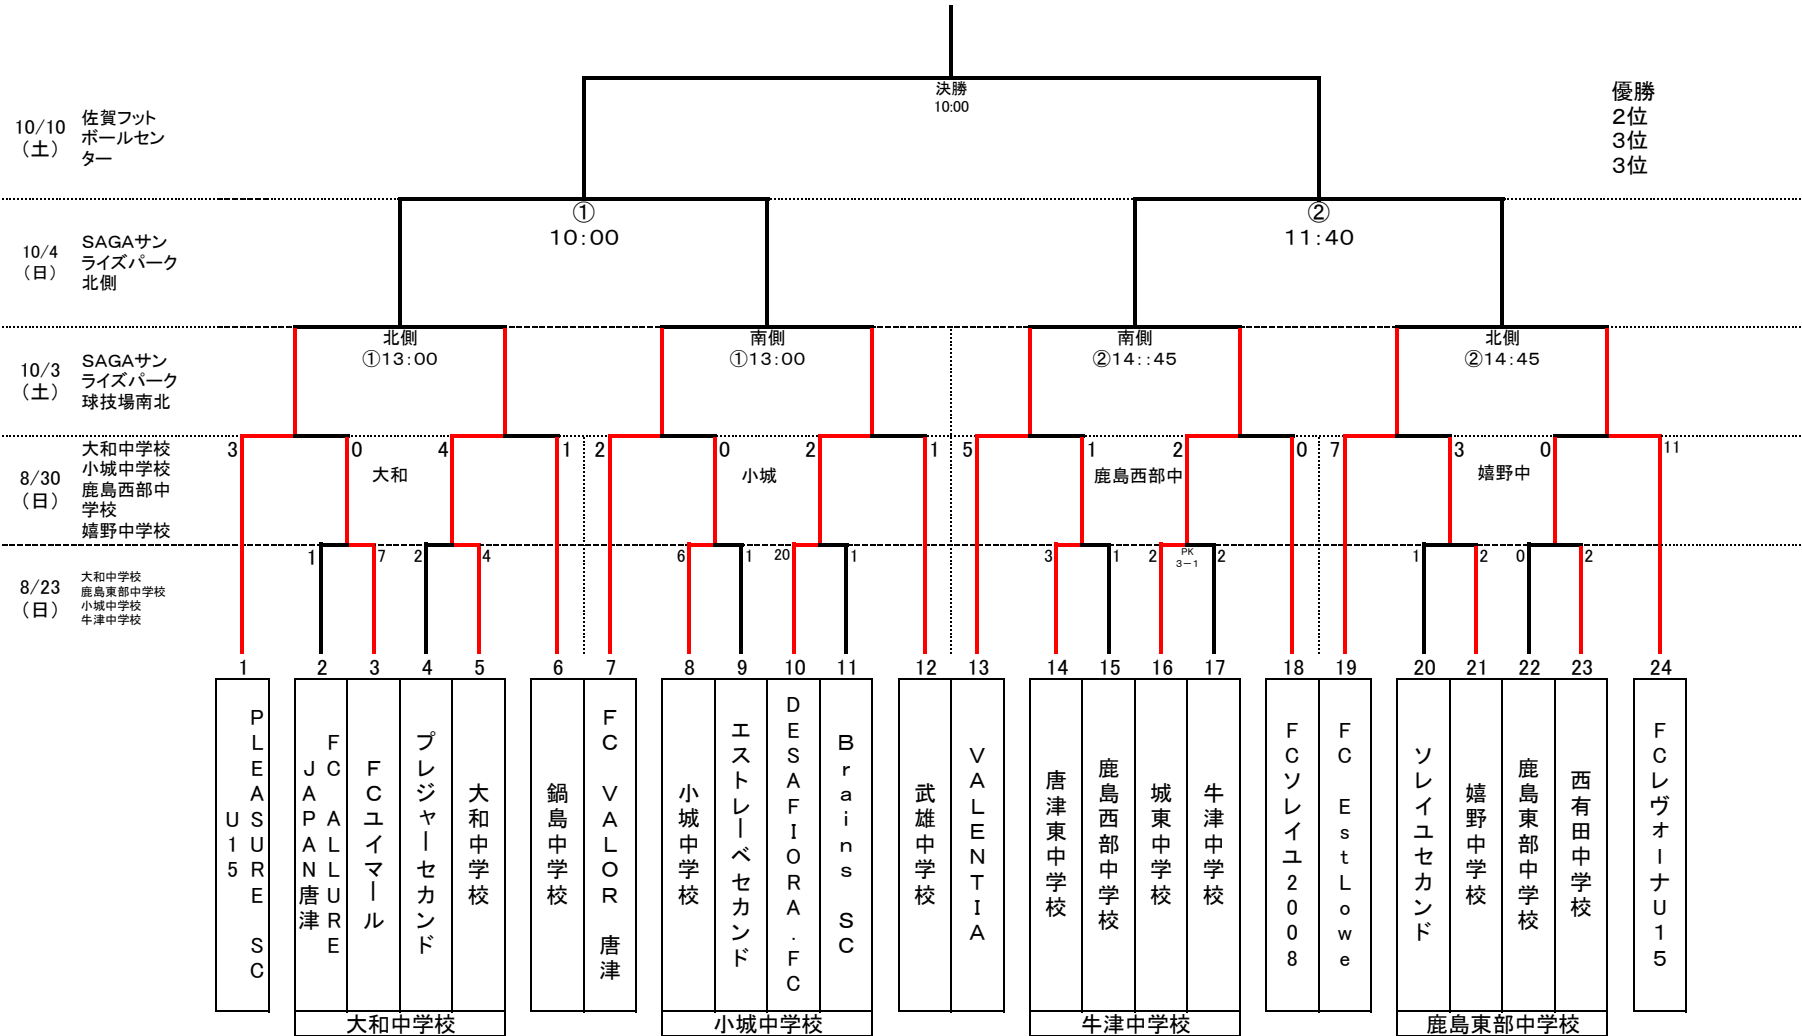 決勝
10:00
優勝
2位
3位
3位
10/10
（土）
佐賀フット
ボールセン
ター
①
10:00
②
11:40
10/4
（日）
SAGAサン
ライズパーク
北側
北側
①13:00
南側
①13:00
南側
②14::45
北側
②14:45
10/3
（土）
SAGAサン
ライズパーク
球技場南北
3 0 4 1 2 0 2 1 5 1 2 0 7 3 0 11
大和 小城 鹿島西部中 嬉野中
8/30
（日）
大和中学校
小城中学校
鹿島西部中
学校
嬉野中学校
1 7 2 4 6 1 20 1 3 1 2 PK 2 1 2 0 2
3－1
8/23
（日）
大和中学校
鹿島東部中学校
小城中学校
牛津中学校
1 2 3 4 5 6 7 8 9 10 11 12 13 14 15 16 17 18 19 20 21 22 23 24
PLEASURE SC
U15
FC ALLURE
JAPAN唐津
FCユイマール
プレジャーセカンド
大和中学校
鍋島中学校
FC VALOR 唐津
小城中学校
エストレーベセカンド
DESAFIORA.FC
Brains SC
武雄中学校
VALENTIA
唐津東中学校
鹿島西部中学校
城東中学校
牛津中学校
FCソレイユ2008
FC EstLowe
ソレイユセカンド
嬉野中学校
鹿島東部中学校
西有田中学校
FCレヴォーナU15
大和中学校
小城中学校
牛津中学校
鹿島東部中学校